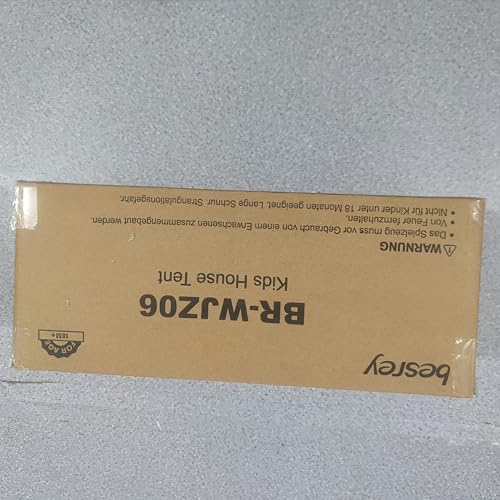 besrey
FOR AGE
18M+
BR-WJZ06
Kids House Tent
⚠WARNUNG
• Das Spielzeug muss vor Gebrauch von einem Erwachsenen zusammengebaut werden.
• Von Feuer fernzuhalten.
• Nicht für Kinder unter 18 Monaten geeignet. Lange Schnur. Strangulationsgefahr.